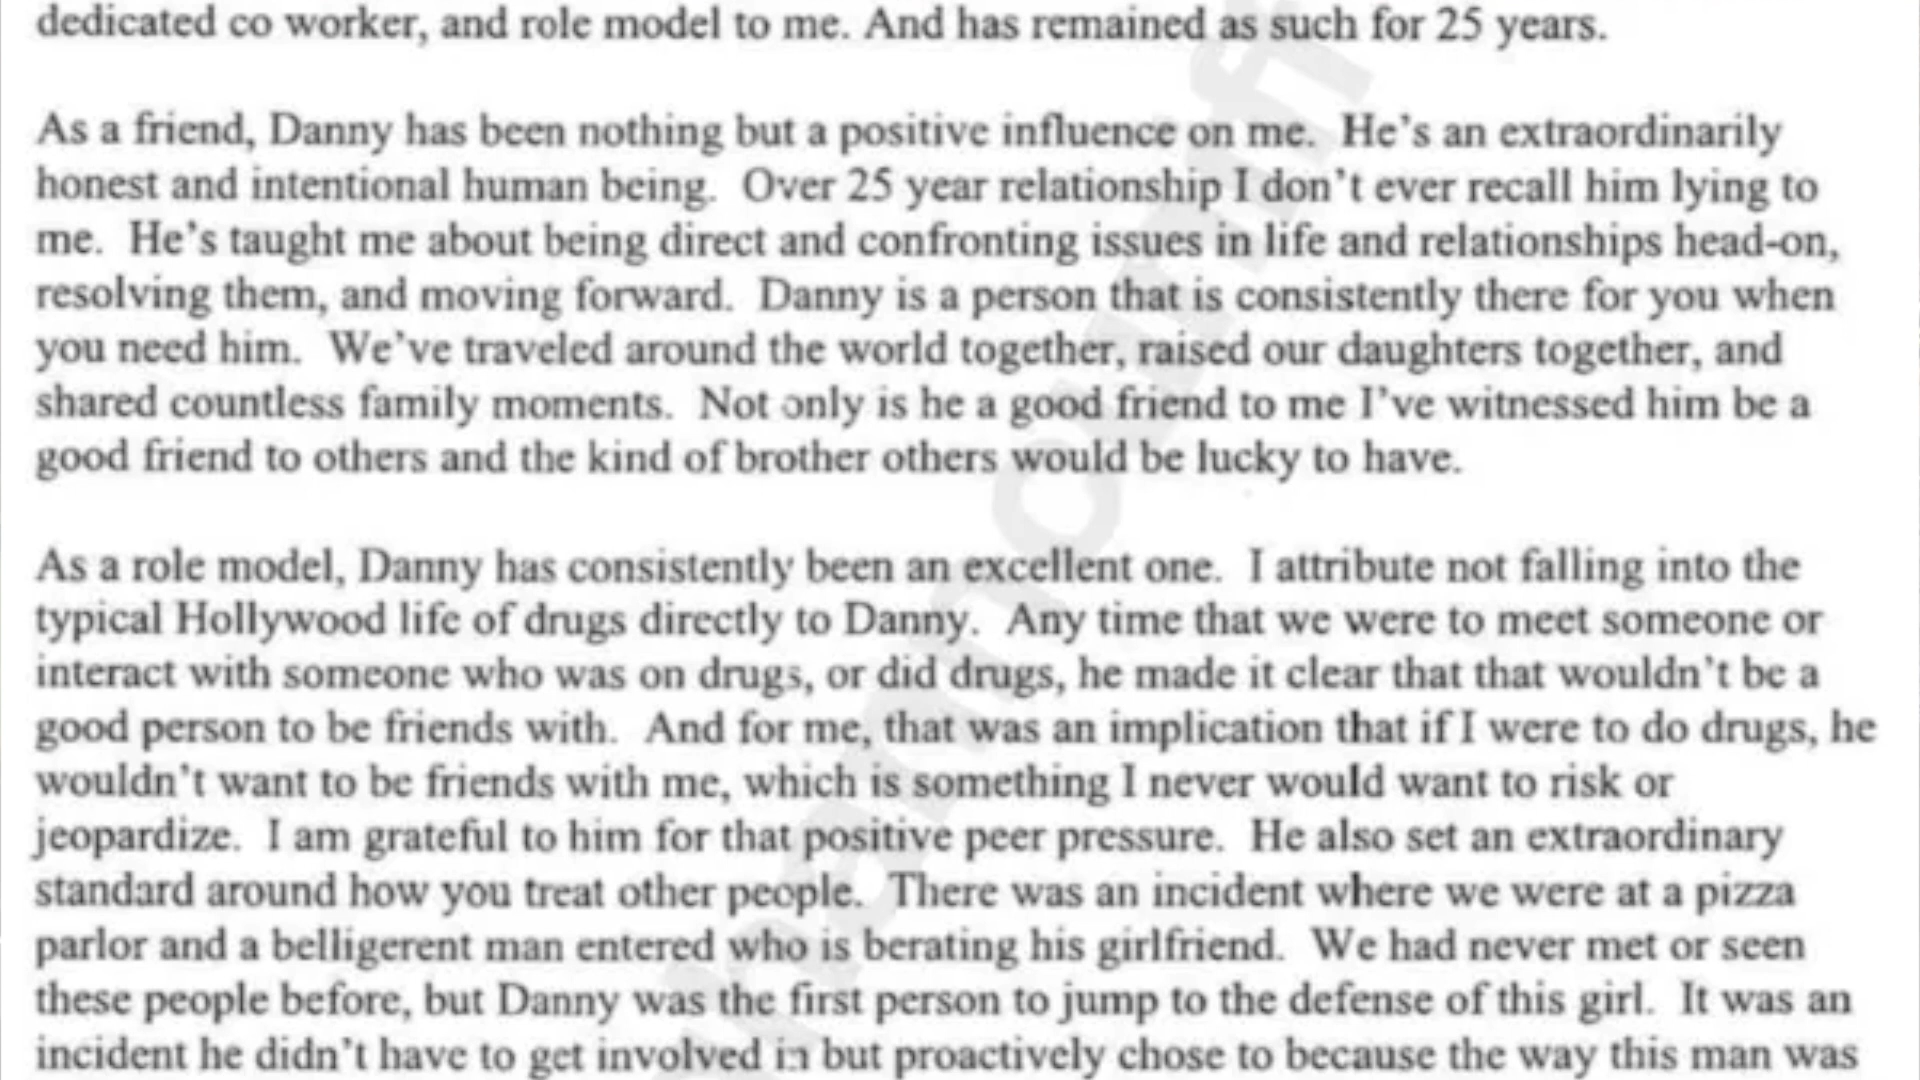 dedicated co worker, and role model to me. And has remained as such for 25 years.
As a friend, Danny has been nothing but a positive influence on me. He's an extraordinarily
honest and intentional human being. Over 25 year relationship I don't ever recall him lying to
me. He's taught me about being direct and confronting issues in life and relationships head-on,
resolving them, and moving forward. Danny is a person that is consistently there for you when
you need him. We've traveled around the world together, raised our daughters together, and
shared countless family moments. Not only is he a good friend to me I've witnessed him be a
good friend to others and the kind of brother others would be lucky to have.
As a role model, Danny has consistently been an excellent one. I attribute not falling into the
typical Hollywood life of drugs directly to Danny. Any time that we were to meet someone or
interact with someone who was on drugs, or did drugs, he made it clear that that wouldn't be a
good person to be friends with. And for me, that was an implication that if I were to do drugs, he
wouldn't want to be friends with me, which is something I never would want to risk or
jeopardize. I am grateful to him for that positive peer pressure. He also set an extraordinary
standard around how you treat other people. There was an incident where we were at a pizza
parlor and a belligerent man entered who is berating his girlfriend. We had never met or seen
these people before, but Danny was the first person to jump to the defense of this girl. It was an
incident he didn't have to get involved in but proactively chose to because the way this man was